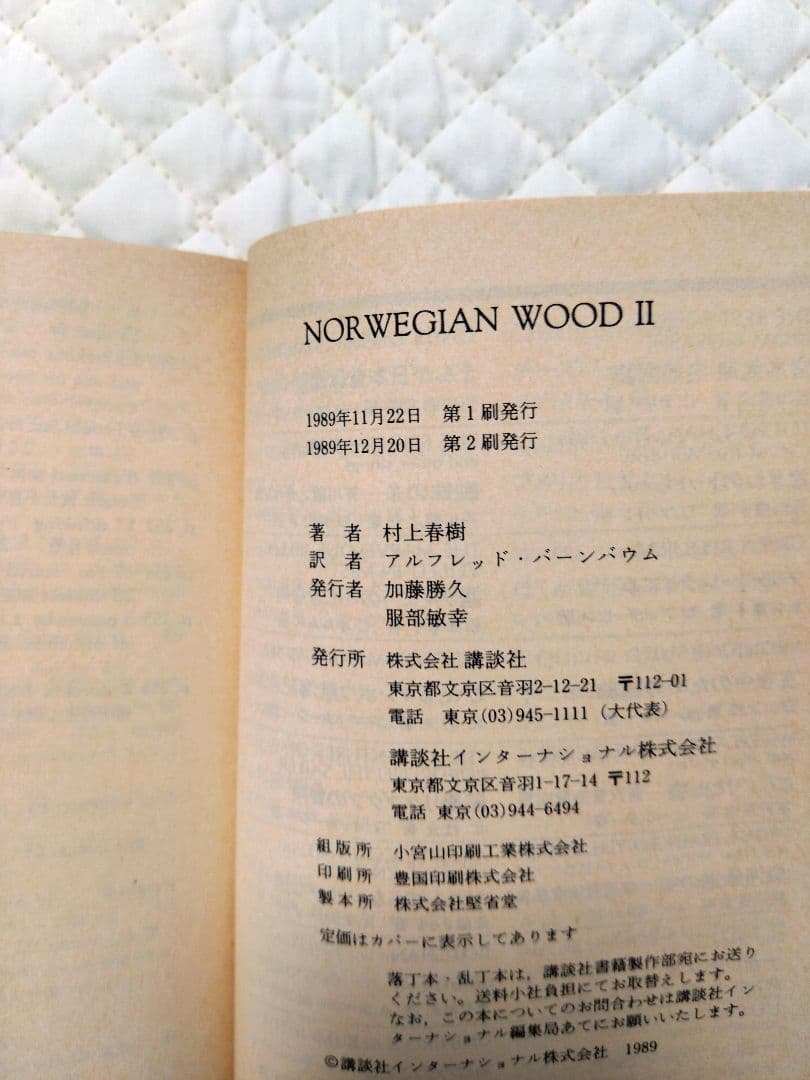 NORWEGIAN WOOD II
1989年11月22日 第1刷発行
1989年12月20日 第2刷発行
著者 村上春樹
訳者 アルフレッド・バーンバウム
発行者 加藤勝久
服部敏幸
発行所 株式会社 講談社
東京都文京区音羽2-12-21 〒112-01
電話 東京(03)945-1111 (大代表)
講談社インターナショナル株式会社
東京都文京区音羽1-17-14 〒112
電話 東京(03)944-6494
組版所 小宮山印刷工業株式会社
印刷所 豊国印刷株式会社
製本所 株式会社堅省堂
定価はカバーに表示してあります
落丁本・乱丁本は、講談社書籍製作部宛にお送り
ください。送料小社負担にてお取替えします。
なお、この本についてのお問合わせは講談社イン
ターナショナル編集局あてにお願いいたします。
©講談社インターナショナル株式会社 1989